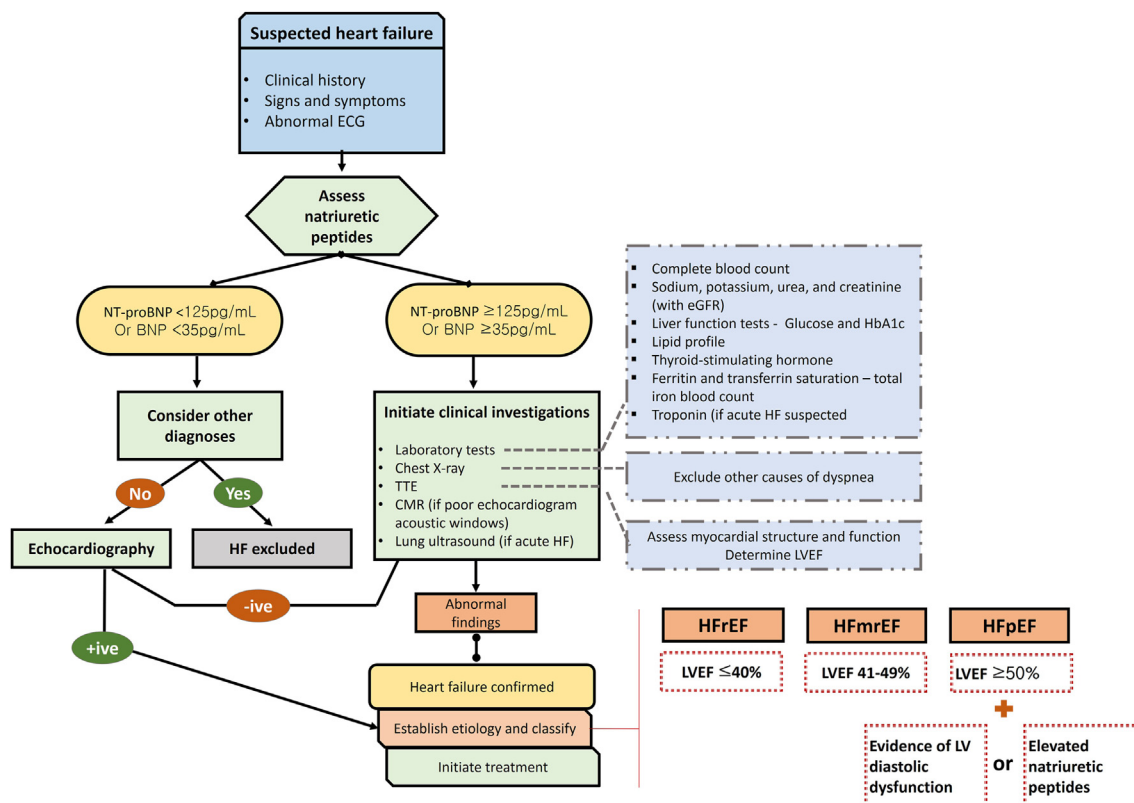 Suspected heart failure
• Clinical history
• Signs and symptoms
• Abnormal ECG
Assess
natriuretic
peptides
NT-proBNP <125pg/mL
Or BNP <35pg/mL
NT-proBNP ≥125pg/mL
Or BNP ≥35pg/mL
Consider other
diagnoses
No
Yes
Echocardiography
HF excluded
Initiate clinical investigations
• Laboratory tests
• Chest X-ray
• TTE
• CMR (if poor echocardiogram
acoustic windows)
• Lung ultrasound (if acute HF)
▪ Complete blood count
▪ Sodium, potassium, urea, and creatinine
(with eGFR)
▪ Liver function tests - Glucose and HbA1c
▪ Lipid profile
▪ Thyroid-stimulating hormone
▪ Ferritin and transferrin saturation – total
iron blood count
▪ Troponin (if acute HF suspected
Exclude other causes of dyspnea
Assess myocardial structure and function
Determine LVEF
-ive
+ive
Abnormal
findings
Heart failure confirmed
Establish etiology and classify
Initiate treatment
HFrEF
HFmrEF
HFpEF
LVEF ≤40%
LVEF 41-49%
LVEF ≥50%
+
Evidence of LV
diastolic
dysfunction
or
Elevated
natriuretic
peptides